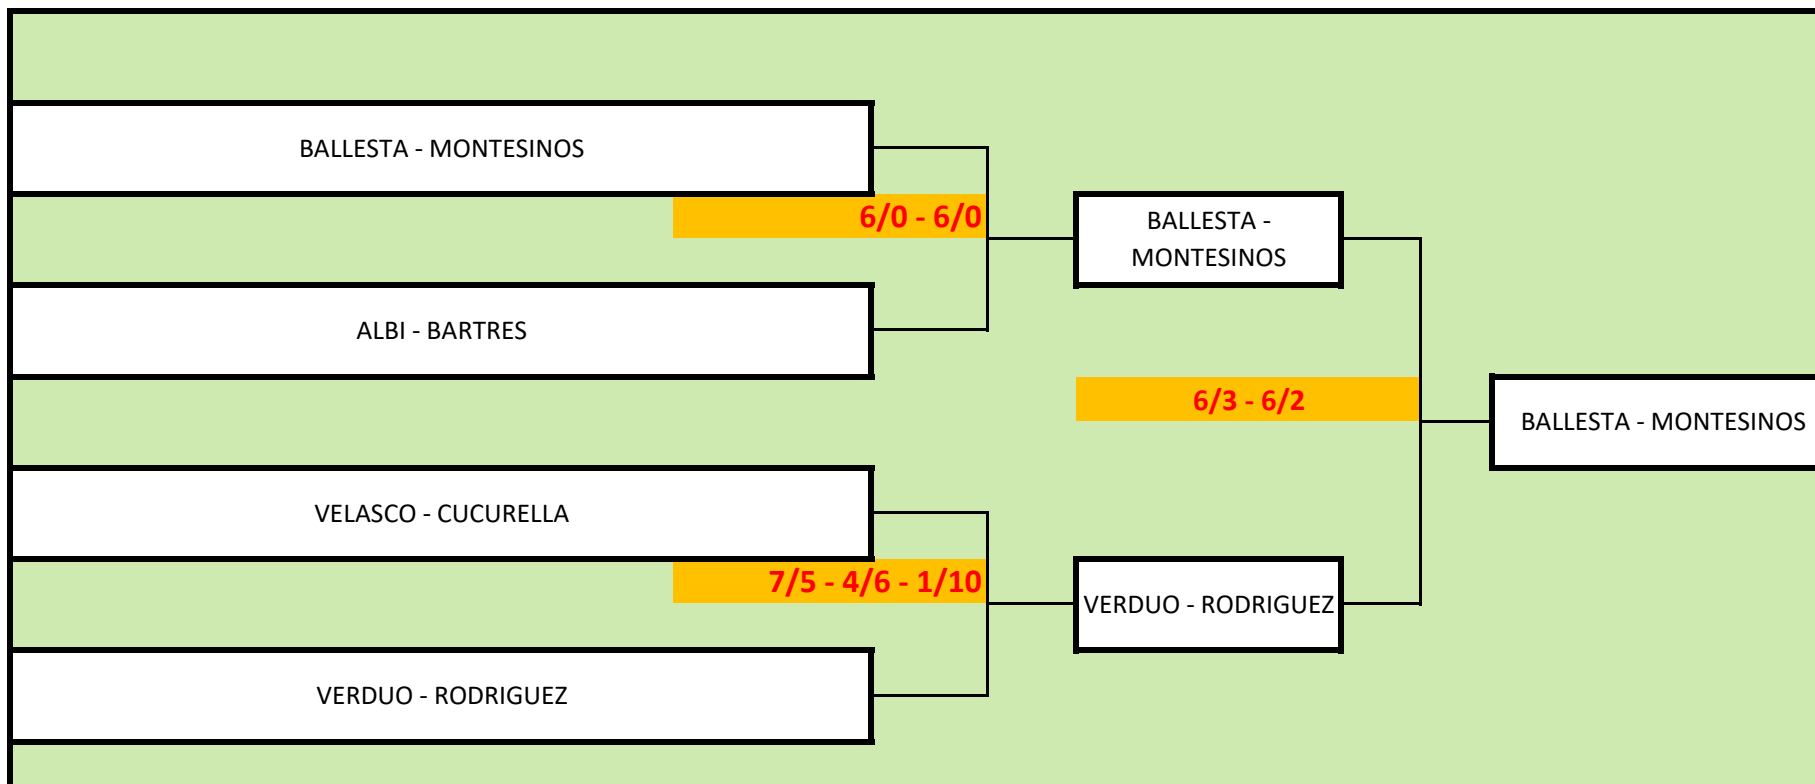 BALLESTA - MONTESINOS
6/0 - 6/0
BALLESTA -
MONTESINOS
ALBI - BARTRES
6/3 - 6/2
BALLESTA - MONTESINOS
VELASCO - CUCURELLA
7/5 - 4/6 - 1/10
VERDUO - RODRIGUEZ
VERDUO - RODRIGUEZ